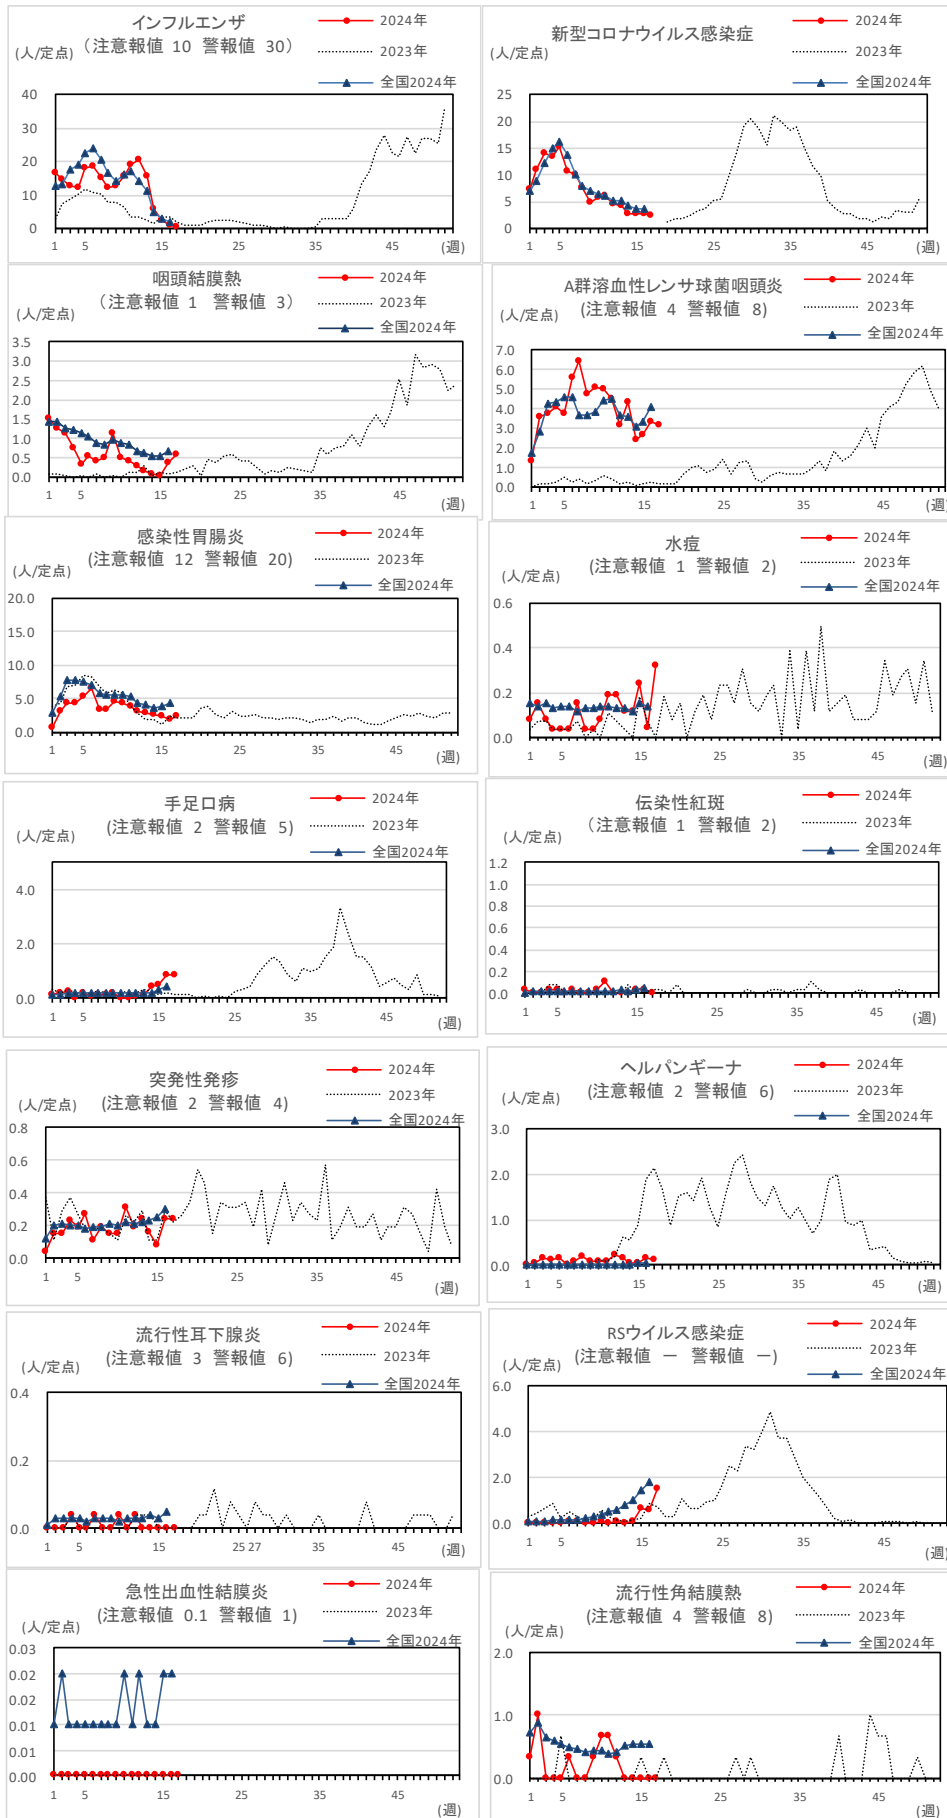 インフルエンザ
（注意報値 10 警報値 30）
(人/定点)
2024年
2023年
全国2024年
40
30
20
10
0
1 5 15 25 35 45
(週)
新型コロナウイルス感染症
(人/定点)
2024年
2023年
全国2024年
25
20
15
10
5
0
1 5 15 25 35 45
(週)
咽頭結膜熱
（注意報値 1 警報値 3）
(人/定点)
2024年
2023年
全国2024年
3.5
3.0
2.5
2.0
1.5
1.0
0.5
0.0
1 5 15 25 35 45
(週)
A群溶血性レンサ球菌咽頭炎
(注意報値 4 警報値 8)
(人/定点)
2024年
2023年
全国2024年
7.0
6.0
5.0
4.0
3.0
2.0
1.0
0.0
1 5 15 25 35 45
(週)
感染性胃腸炎
(注意報値 12 警報値 20)
(人/定点)
2024年
2023年
全国2024年
20.0
15.0
10.0
5.0
0.0
1 5 15 25 35 45
(週)
水痘
(注意報値 1 警報値 2)
(人/定点)
2024年
2023年
全国2024年
0.6
0.4
0.2
0.0
1 5 15 25 35 45
(週)
手足口病
(注意報値 2 警報値 5)
(人/定点)
2024年
2023年
全国2024年
4.0
2.0
0.0
1 5 15 25 35 45
(週)
伝染性紅斑
（注意報値 1 警報値 2)
(人/定点)
2024年
2023年
全国2024年
1.2
1.0
0.8
0.6
0.4
0.2
0.0
1 5 15 25 35 45
(週)
突発性発疹
(注意報値 2 警報値 4)
(人/定点)
2024年
2023年
全国2024年
0.8
0.6
0.4
0.2
0.0
1 5 15 25 35 45
(週)
ヘルパンギーナ
(注意報値 2 警報値 6)
(人/定点)
2024年
2023年
全国2024年
3.0
2.0
1.0
0.0
1 5 15 25 35 45
(週)
流行性耳下腺炎
(注意報値 3 警報値 6)
(人/定点)
2024年
2023年
全国2024年
0.4
0.2
0.0
1 5 15 25 27 35 45
(週)
RSウイルス感染症
(注意報値 － 警報値 －)
(人/定点)
2024年
2023年
全国2024年
6.0
4.0
2.0
0.0
1 5 15 25 35 45
(週)
急性出血性結膜炎
(注意報値 0.1 警報値 1)
(人/定点)
2024年
2023年
全国2024年
0.03
0.02
0.02
0.01
0.01
0.00
1 5 15 25 35 45
(週)
流行性角結膜熱
(注意報値 4 警報値 8)
(人/定点)
2024年
2023年
全国2024年
2.0
1.0
0.0
1 5 15 25 35 45
(週)